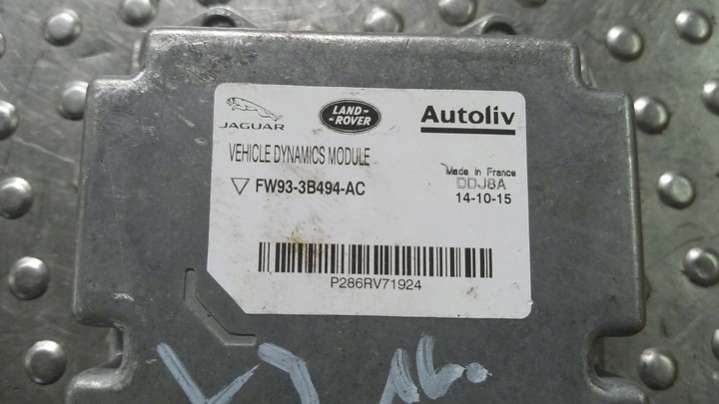 JAGUAR
LAND-
-ROVER
Autoliv
VEHICLE DYNAMICS MODULE
Made in France
FW93-3B494-AC
DDJ8A
14-10-15
P286RV71924